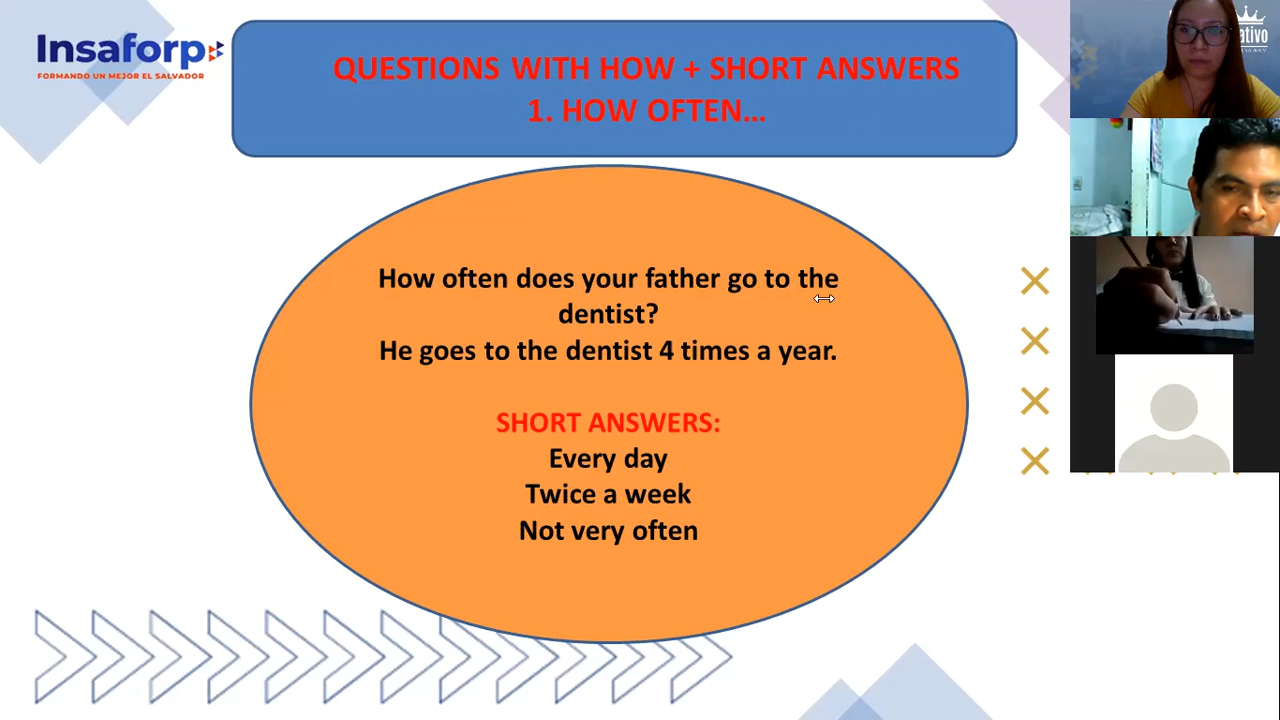 Insaforp
FORMANDO UN MEJOR EL SALVADOR
QUESTIONS WITH HOW + SHORT ANSWERS
1. HOW OFTEN...
How often does your father go to the
dentist?
He goes to the dentist 4 times a year.
SHORT ANSWERS:
Every day
Twice a week
Not very often